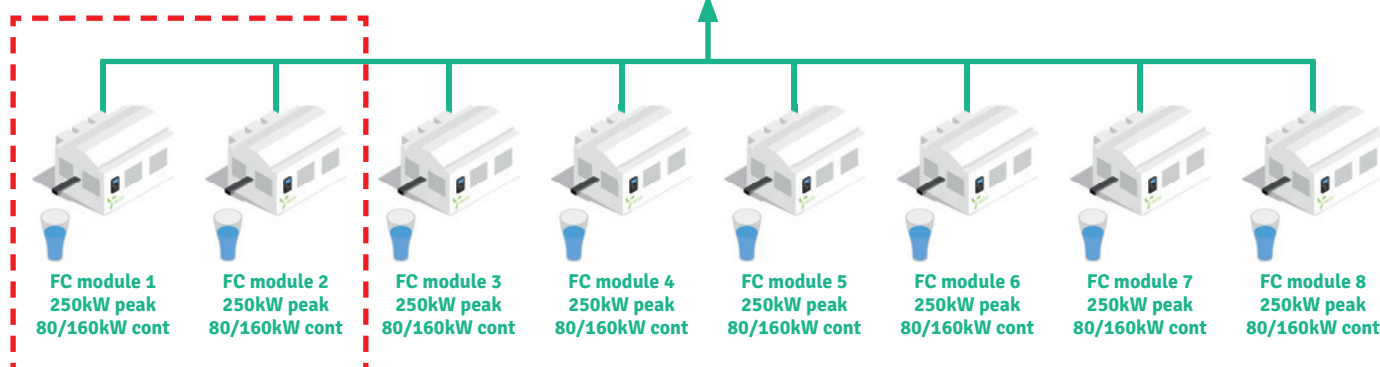 FC module 1
250kW peak
80/160kW cont
FC module 2
250kW peak
80/160kW cont
FC module 3
250kW peak
80/160kW cont
FC module 4
250kW peak
80/160kW cont
FC module 5
250kW peak
80/160kW cont
FC module 6
250kW peak
80/160kW cont
FC module 7
250kW peak
80/160kW cont
FC module 8
250kW peak
80/160kW cont